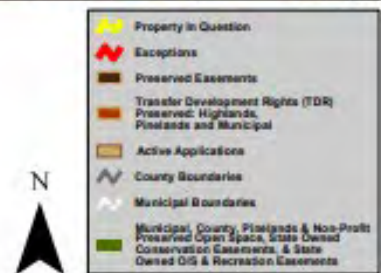 Property In Question
Exceptions
Preserved Easements
Transfer Development Rights (TDR)
Preserved: Highlands,
Pinelands and Municipal
Active Applications
County Boundaries
Municipal Boundaries
Municipal, County, Pinelands & Non-Profit
Preserved Open Space, State Owned
Conservation Easements, & State
Owned O/S & Recreation Easements
N